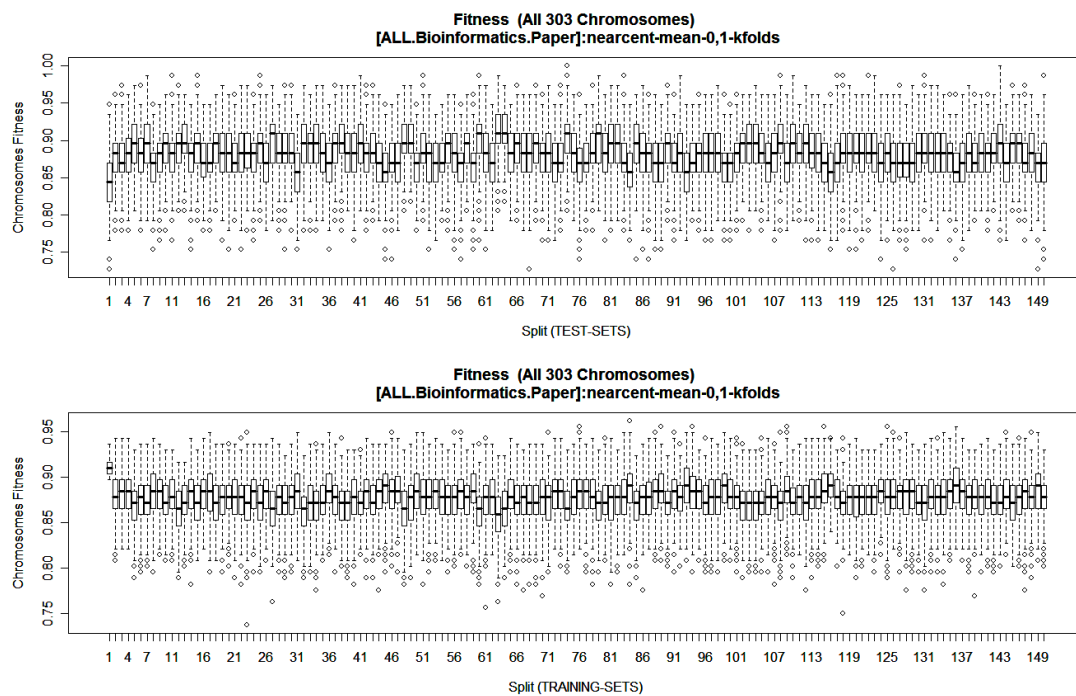 Fitness (All 303 Chromosomes)
[ALL.Bioinformatics.Paper]:nearcent-mean-0,1-kfolds
Chromosomes Fitness
1.00
0.95
0.90
0.85
0.80
0.75
1 4 7 11 16 21 26 31 36 41 46 51 56 61 66 71 76 81 85 91 96 101 107 113 119 125 131 137 143 149
Split (TEST-SETS)
Fitness (All 303 Chromosomes)
[ALL.Bioinformatics.Paper]:nearcent-mean-0,1-kfolds
Chromosomes Fitness
0.95
0.90
0.85
0.80
0.75
1 4 7 11 16 21 26 31 36 41 46 51 56 61 66 71 76 81 85 91 96 101 107 113 119 125 131 137 143 149
Split (TRAINING-SETS)